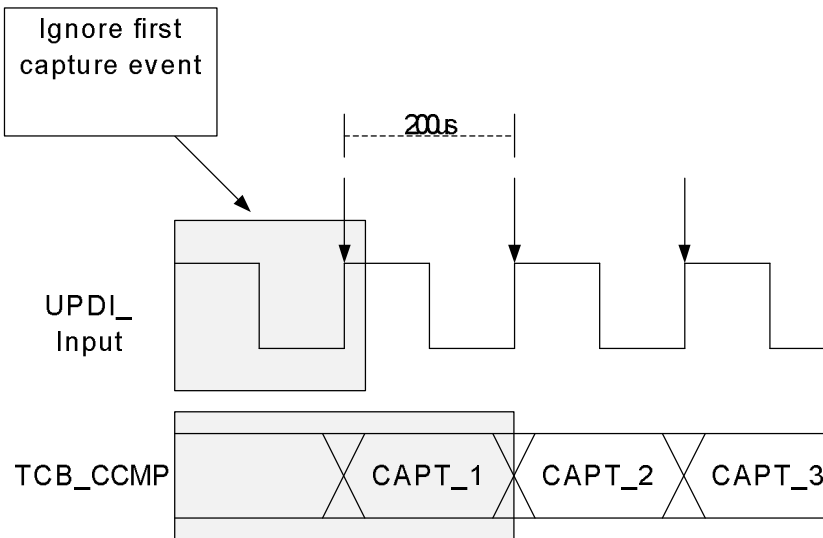 Ignore first
capture event
200us
UPDI_
Input
TCB_CCMP
CAPT_1
CAPT_2
CAPT_3